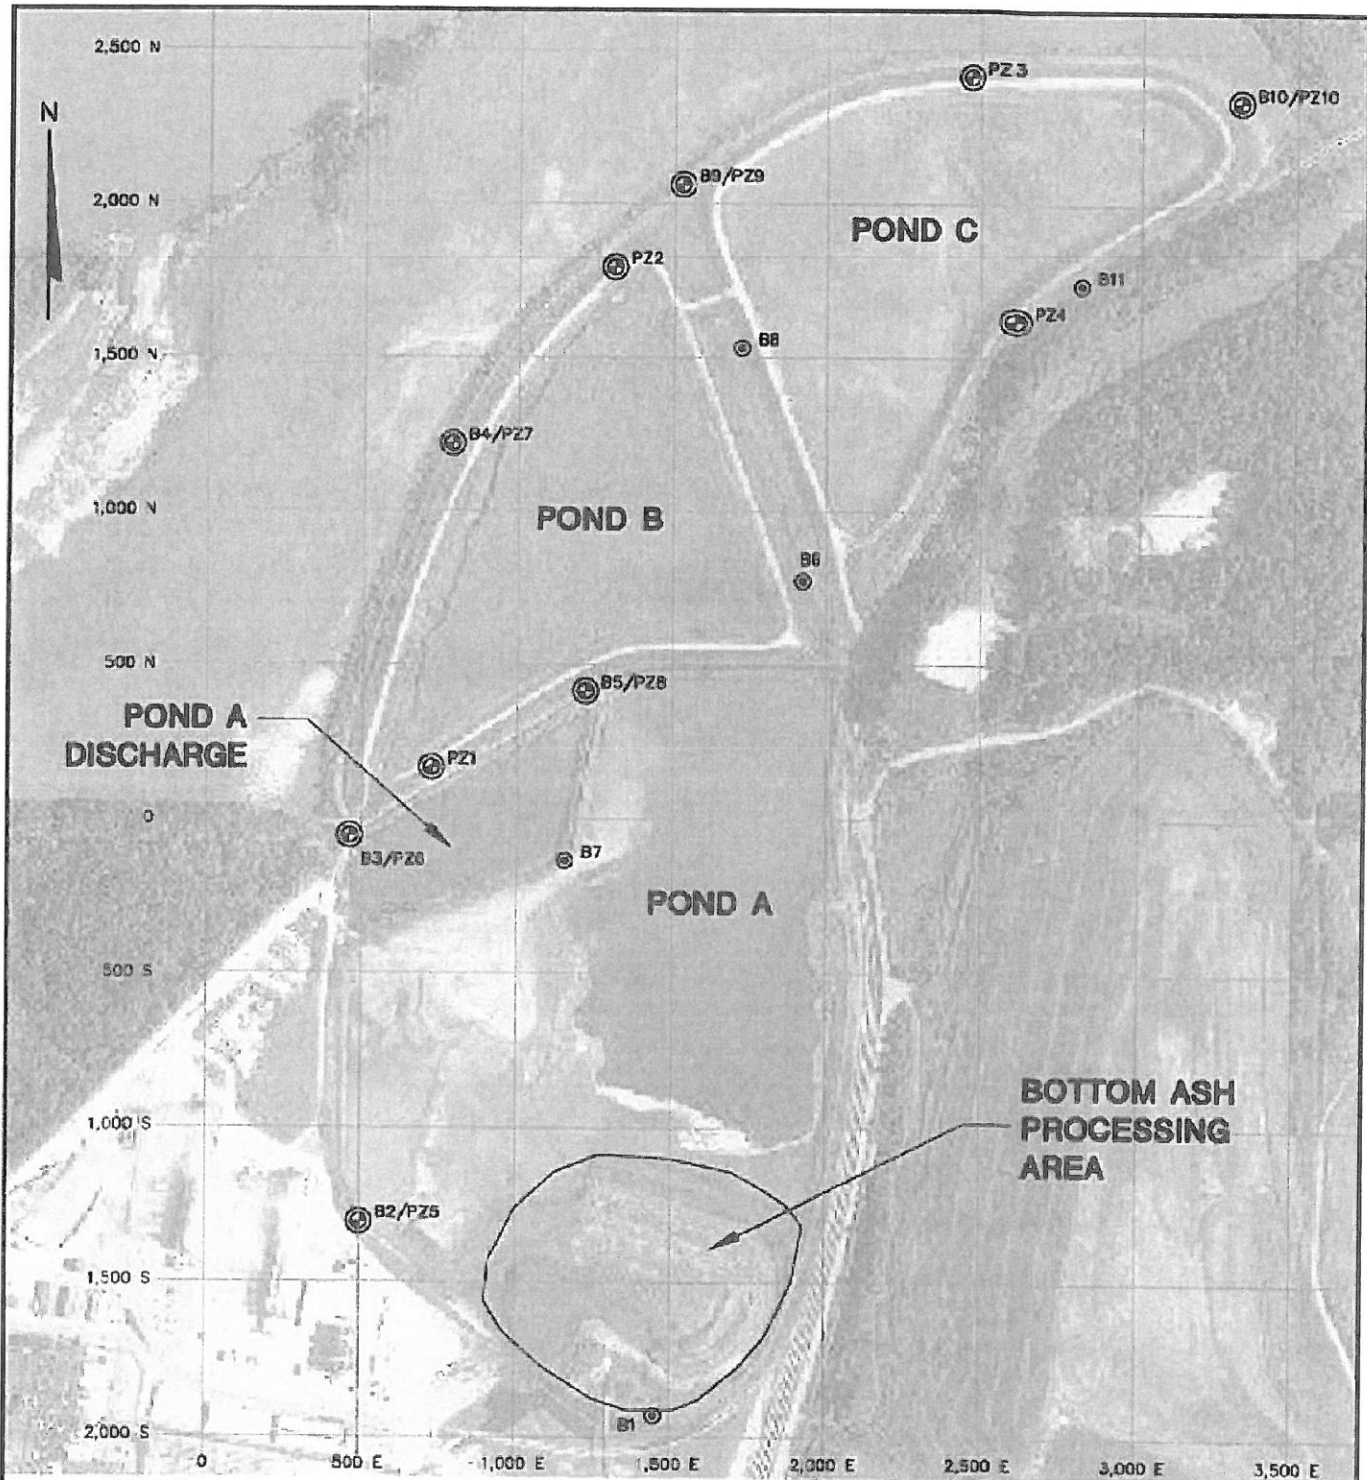 2,500 N
N
PZ3
B10/PZ10
B9/PZ9
2,000 N
POND C
PZ2
B11
PZ4
1,500 N
B8
B4/PZ7
1,000 N
POND B
B6
500 N
B5/PZ8
POND A
DISCHARGE
PZ1
0
B3/PZ6
B7
POND A
500 S
BOTTOM ASH
PROCESSING
AREA
1,000 S
B2/PZ5
1,500 S
B1
2,000 S
0
500 E
1,000 E
1,500 E
2,000 E
2,500 E
3,000 E
3,500 E